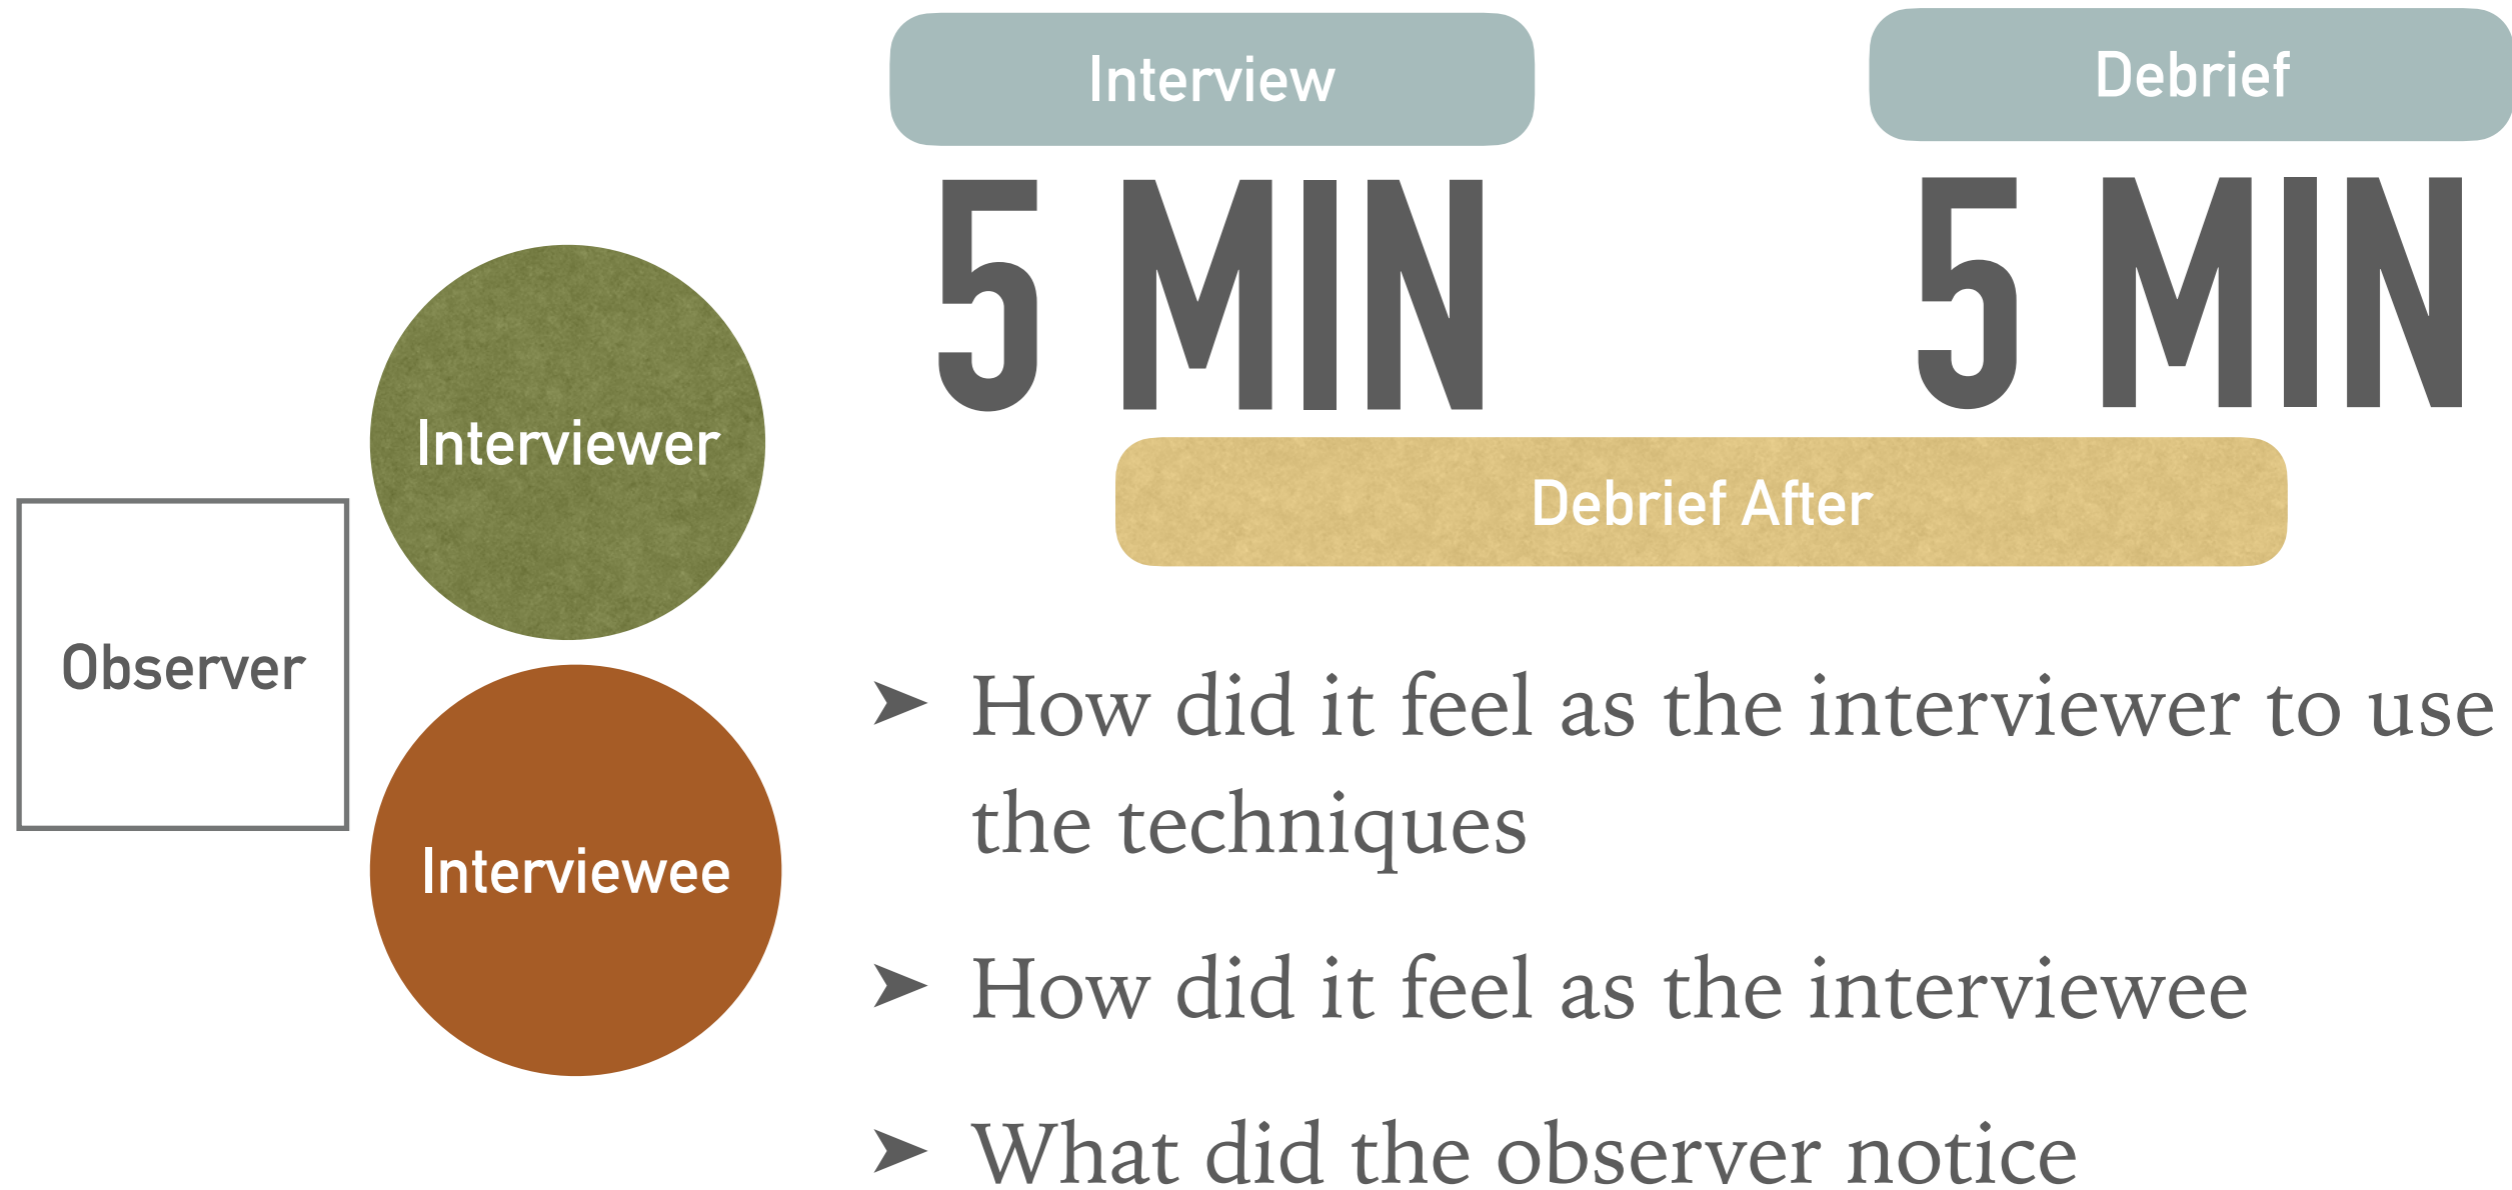 Interview
5 MIN
Debrief
5 MIN
Observer
Interviewer
Interviewee
Debrief After
➤ How did it feel as the interviewer to use
the techniques
➤ How did it feel as the interviewee
➤ What did the observer notice